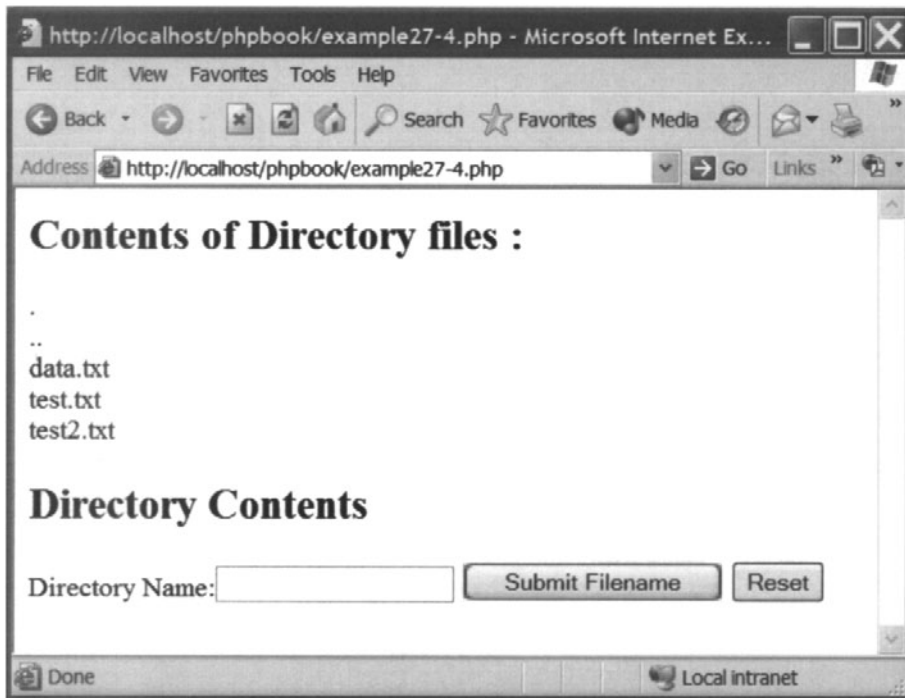 http://localhost/phpbook/example27-4.php - Microsoft Internet Ex...
File Edit View Favorites Tools Help
Back Search Favorites Media »
Address http://localhost/phpbook/example27-4.php Go Links »
Contents of Directory files :
.
..
data.txt
test.txt
test2.txt
Directory Contents
Directory Name: Submit Filename Reset
Done Local intranet